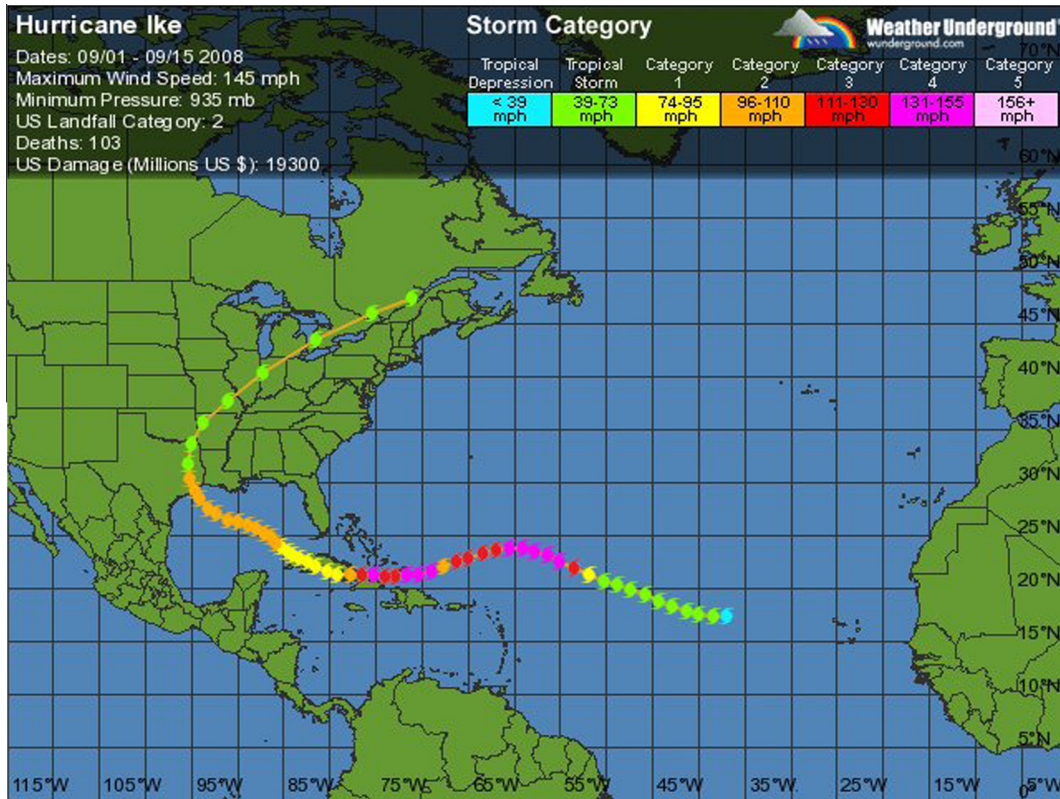 Hurricane Ike
Dates: 09/01 - 09/15 2008
Maximum Wind Speed: 145 mph
Minimum Pressure: 935 mb
US Landfall Category: 2
Deaths: 103
US Damage (Millions US $): 19300
Storm Category
Weather Underground
wunderground.com
Tropical Depression
< 39 mph
Tropical Storm
39-73 mph
Category 1
74-95 mph
Category 2
96-110 mph
Category 3
111-130 mph
Category 4
131-155 mph
Category 5
156+ mph
70°N
60°N
55°N
50°N
45°N
40°N
35°N
30°N
25°N
20°N
15°N
10°N
5°N
0°
115°W 105°W 95°W 85°W 75°W 65°W 55°W 45°W 35°W 25°W 15°W 5°W